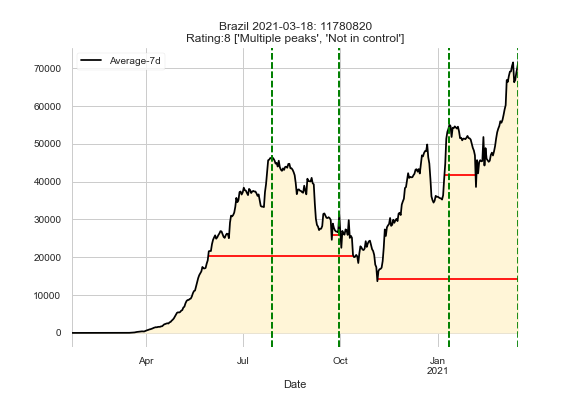 Brazil 2021-03-18: 11780820
Rating:8 ['Multiple peaks', 'Not in control']
Average-7d
70000
60000
50000
40000
30000
20000
10000
0
Apr Jul Oct Jan
2021
Date